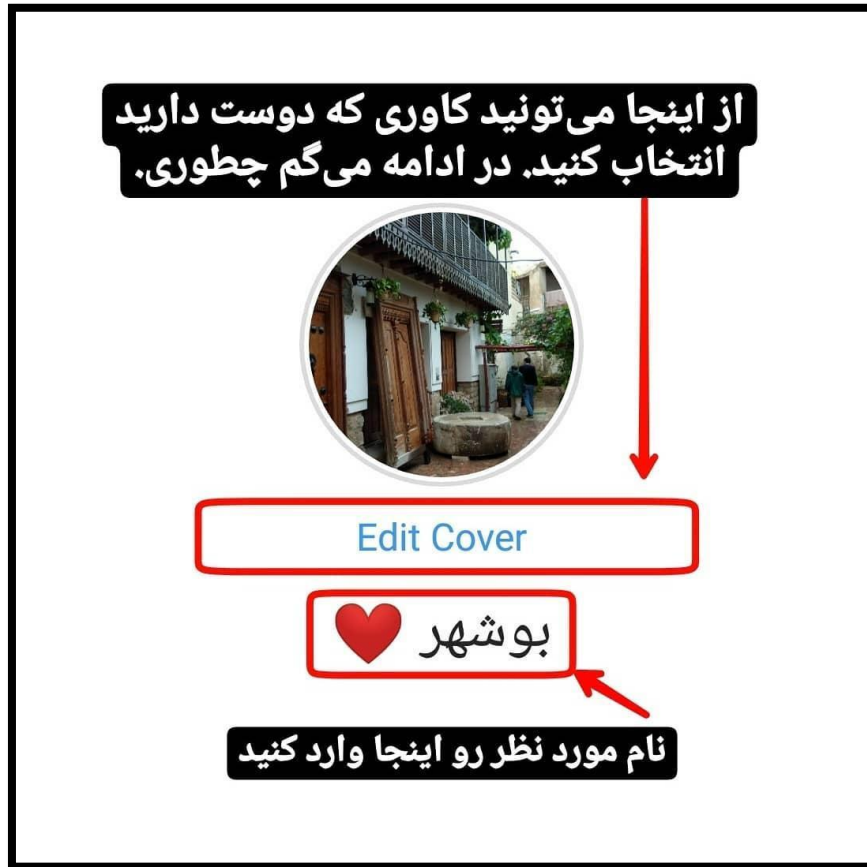 از اینجا می‌تونید کاوری که دوست دارید
انتخاب کنید. در ادامه می‌گم چطوری.
Edit Cover
بوشهر ❤️
نام مورد نظر رو اینجا وارد کنید